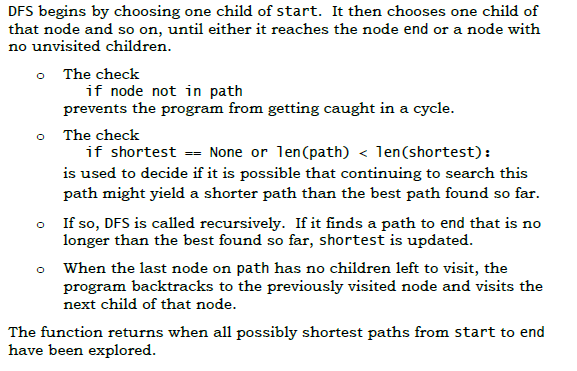 DFS begins by choosing one child of start. It then chooses one child of
that node and so on, until either it reaches the node end or a node with
no unvisited children.
o The check
if node not in path
prevents the program from getting caught in a cycle.
o The check
if shortest == None or len(path) < len(shortest):
is used to decide if it is possible that continuing to search this
path might yield a shorter path than the best path found so far.
o If so, DFS is called recursively. If it finds a path to end that is no
longer than the best found so far, shortest is updated.
o When the last node on path has no children left to visit, the
program backtracks to the previously visited node and visits the
next child of that node.
The function returns when all possibly shortest paths from start to end
have been explored.